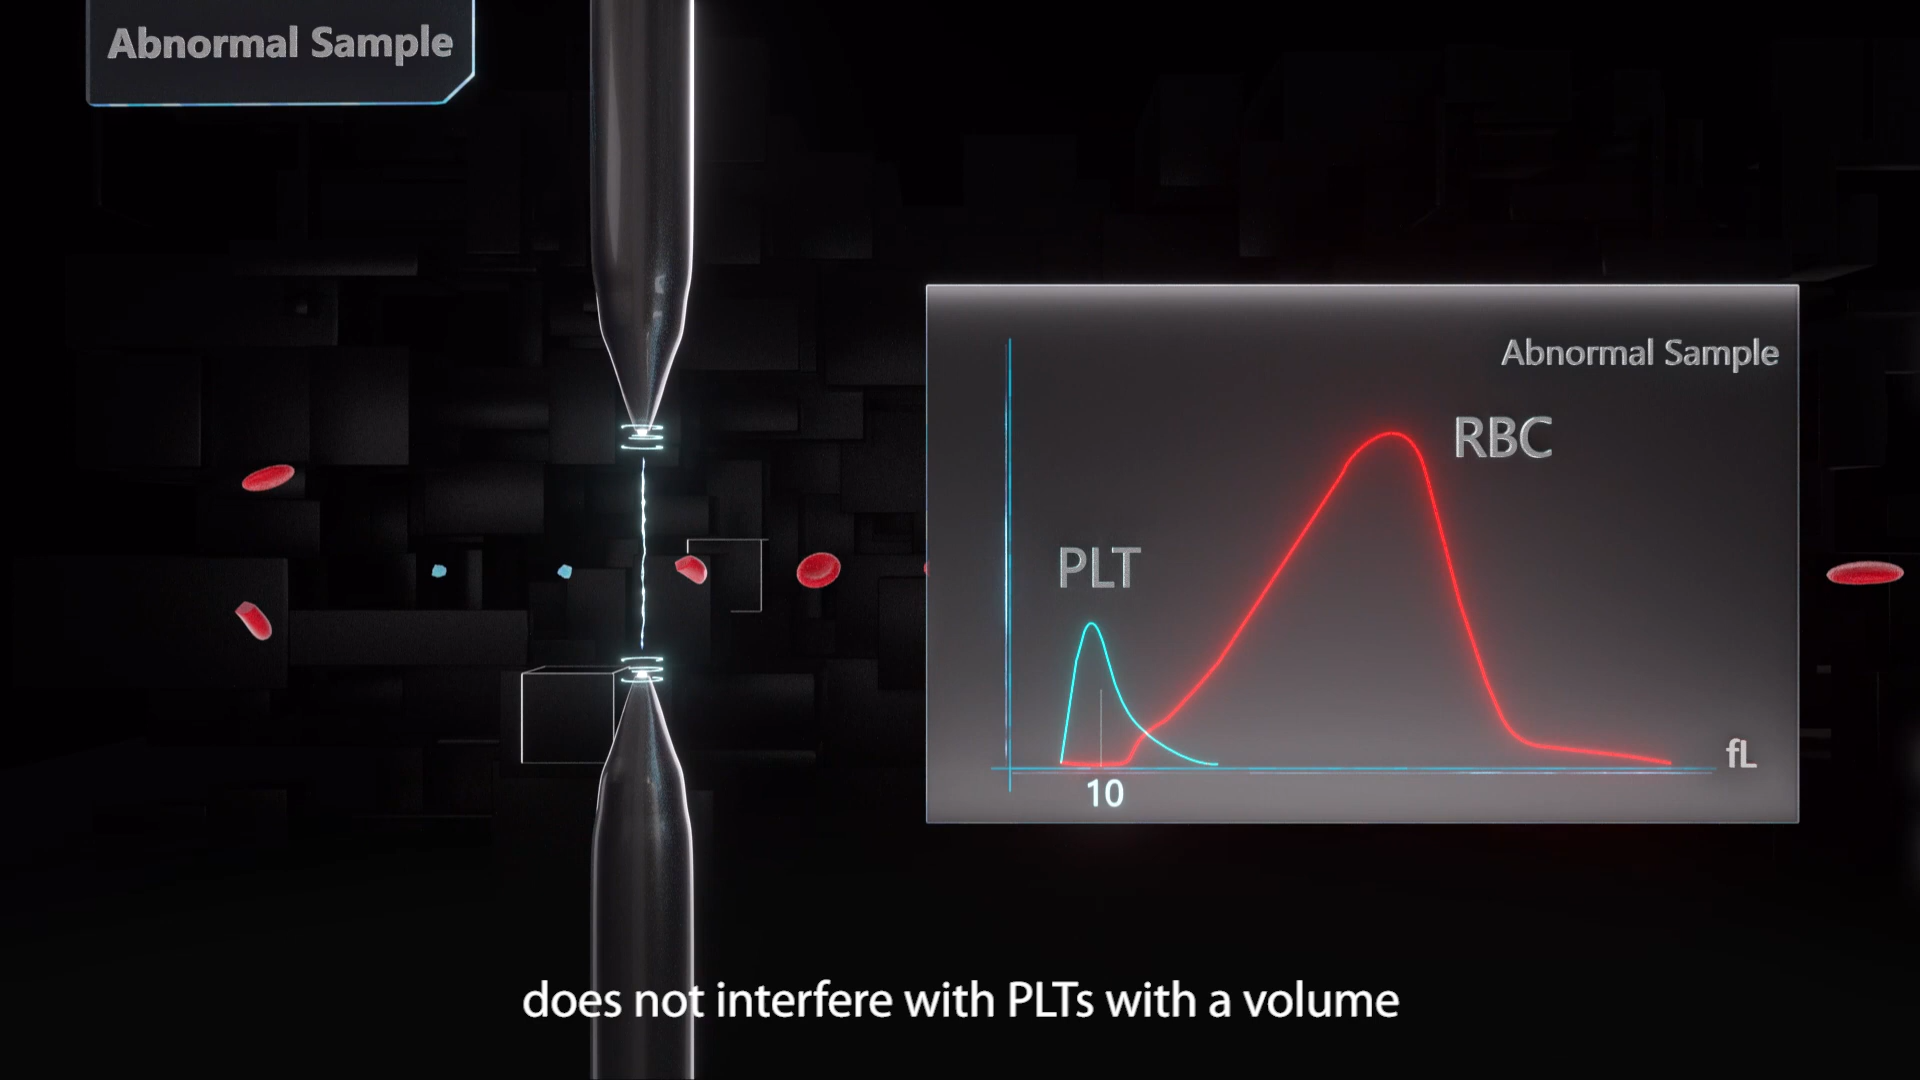 Abnormal Sample
Abnormal Sample
RBC
PLT
fL
10
does not interfere with PLTs with a volume